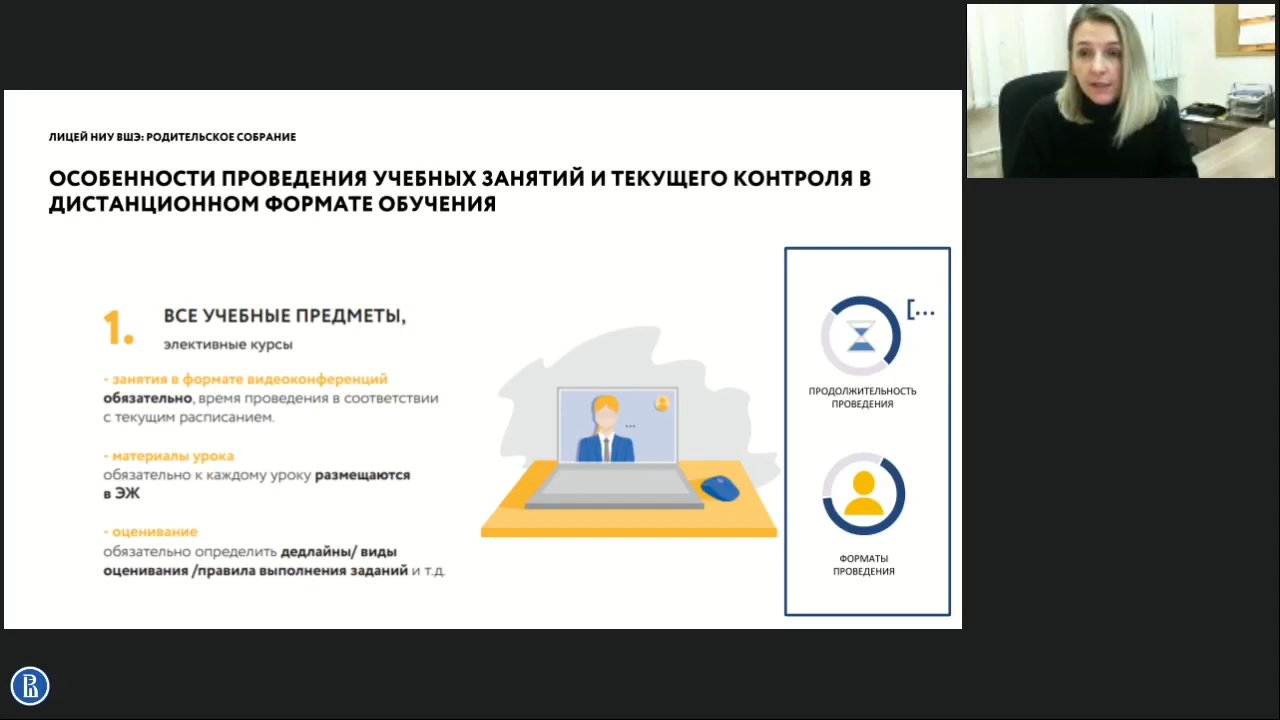 ЛИЦЕЙ НИУ ВШЭ: РОДИТЕЛЬСКОЕ СОБРАНИЕ
ОСОБЕННОСТИ ПРОВЕДЕНИЯ УЧЕБНЫХ ЗАНЯТИЙ И ТЕКУЩЕГО КОНТРОЛЯ В
ДИСТАНЦИОННОМ ФОРМАТЕ ОБУЧЕНИЯ
1.
ВСЕ УЧЕБНЫЕ ПРЕДМЕТЫ,
элективные курсы
- занятия в формате видеоконференций
обязательно, время проведения в соответствии
с текущим расписанием.
- материалы урока
обязательно к каждому уроку размещаются
в ЭЖ
- оценивание
обязательно определить дедлайны/ виды
оценивания /правила выполнения заданий и т.д.
[...
ПРОДОЛЖИТЕЛЬНОСТЬ
ПРОВЕДЕНИЯ
ФОРМАТЫ
ПРОВЕДЕНИЯ